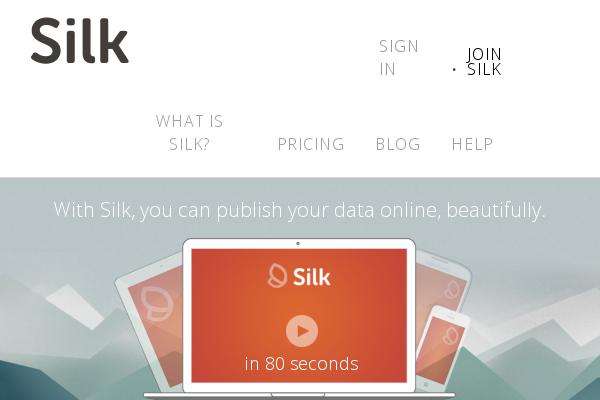 Silk
SIGN
IN
JOIN
SILK
WHAT IS
SILK?
PRICING
BLOG
HELP
With Silk, you can publish your data online, beautifully.
Silk
in 80 seconds